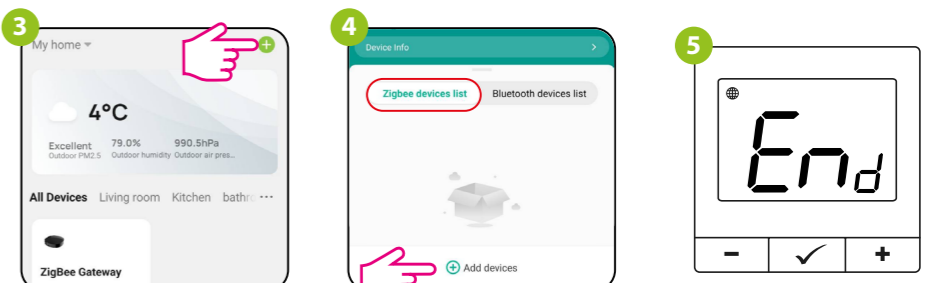 3
My home
4°C
Excellent 79.0% 990.5hPa
Outdoor PM2.5 Outdoor humidity Outdoor air pres...
All Devices Living room Kitchen bathro ...
ZigBee Gateway
4
Device Info
Zigbee devices list Bluetooth devices list
Add devices
5
End
− ✓ +